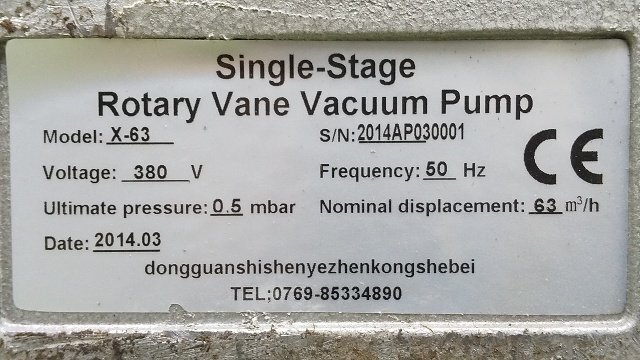 Single-Stage
Rotary Vane Vacuum Pump
Model: X-63 S/N:2014AP030001
Voltage: 380 V Frequency: 50 Hz
Ultimate pressure: 0.5 mbar Nominal displacement: 63 m³/h
Date: 2014.03
dongguanshishenyezhenkongshebei
TEL;0769-85334890
CE